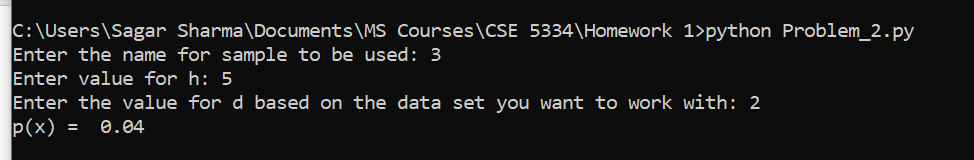 C:\Users\Sagar Sharma\Documents\MS Courses\CSE 5334\Homework 1>python Problem_2.py
Enter the name for sample to be used: 3
Enter value for h: 5
Enter the value for d based on the data set you want to work with: 2
p(x) =  0.04